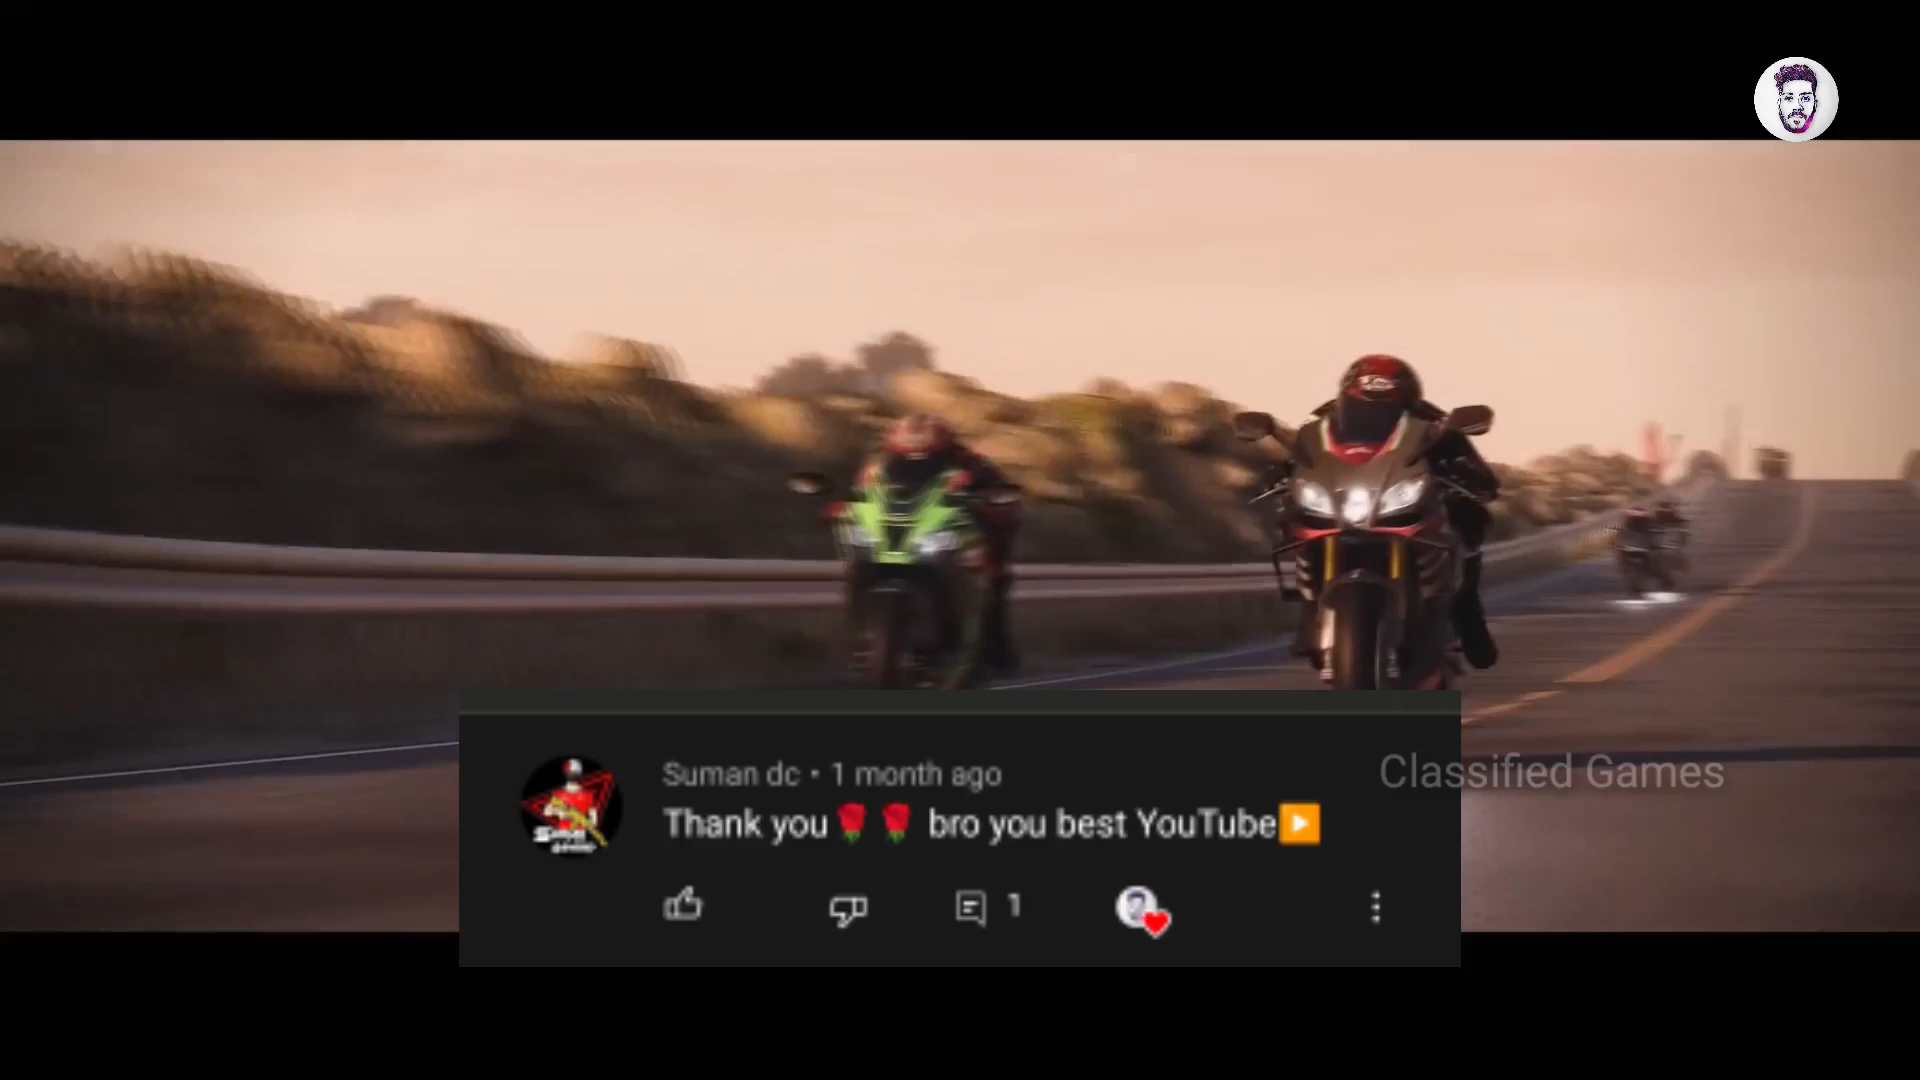 Suman dc • 1 month ago
Thank you🌹🌹 bro you best YouTube▶️
1
Classified Games